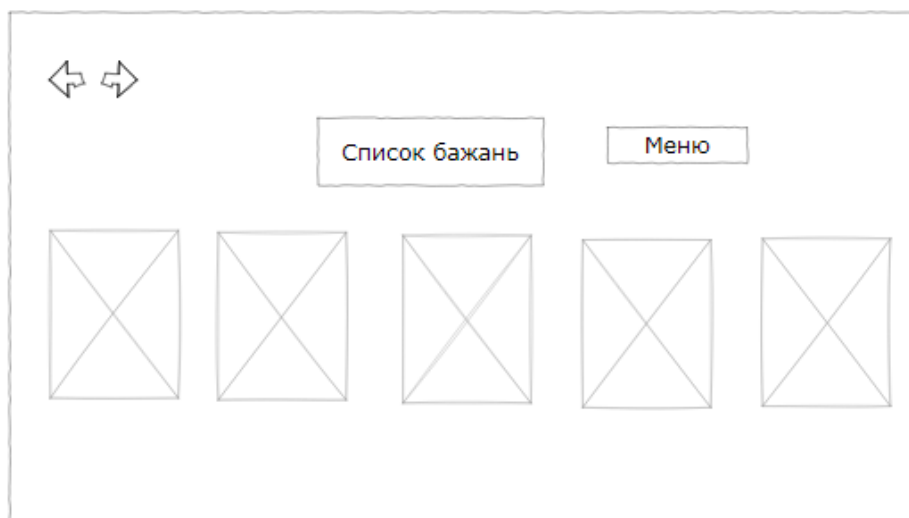 Список бажань
Меню